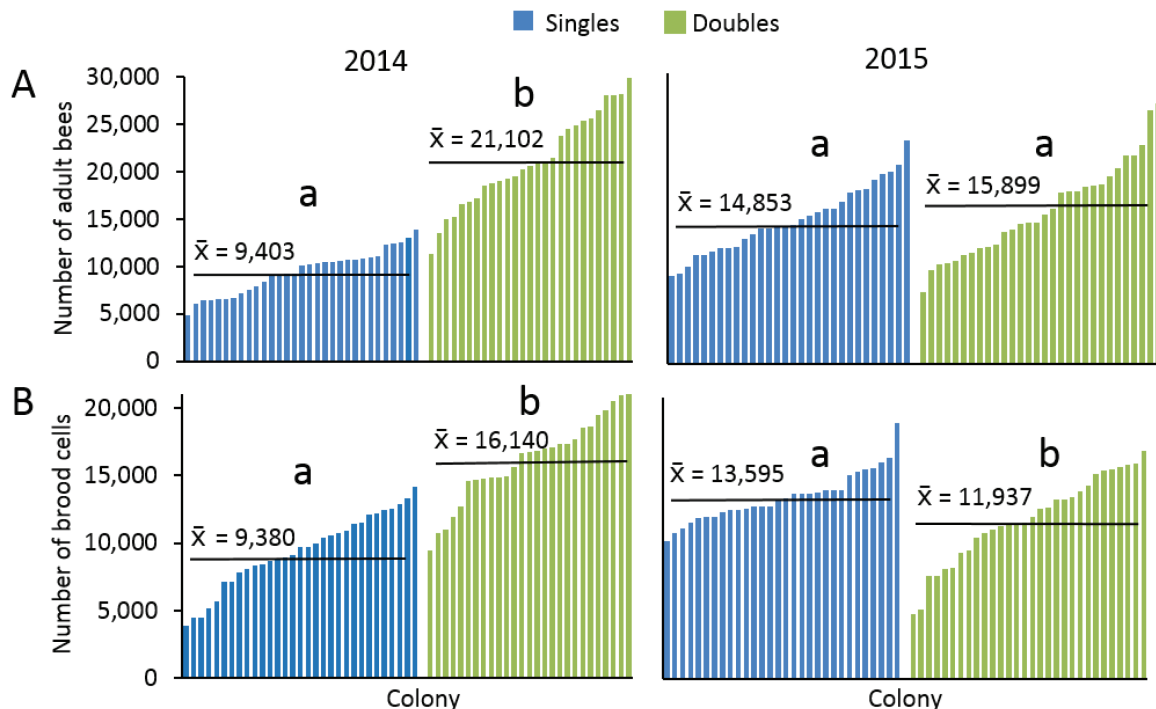 Singles Doubles
2014 2015
A
Number of adult bees
30,000
25,000
20,000
15,000
10,000
5,000
0
a
x̄ = 9,403
b
x̄ = 21,102
a
x̄ = 14,853
a
x̄ = 15,899
B
Number of brood cells
20,000
15,000
10,000
5,000
0
a
x̄ = 9,380
b
x̄ = 16,140
a
x̄ = 13,595
b
x̄ = 11,937
Colony Colony